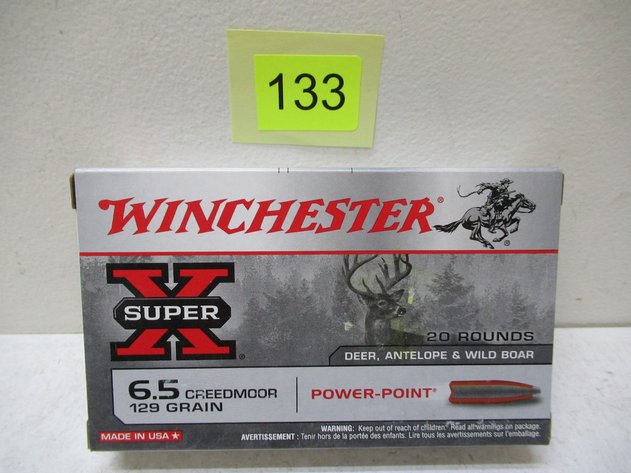 133
WINCHESTER®
SUPER X®
20 ROUNDS
DEER, ANTELOPE & WILD BOAR
6.5 CREEDMOOR
129 GRAIN
POWER-POINT®
MADE IN USA
WARNING: Keep out of reach of children. Read all warnings on package.
AVERTISSEMENT : Tenir hors de la portée des enfants. Lire tous les avertissements sur l'emballage.